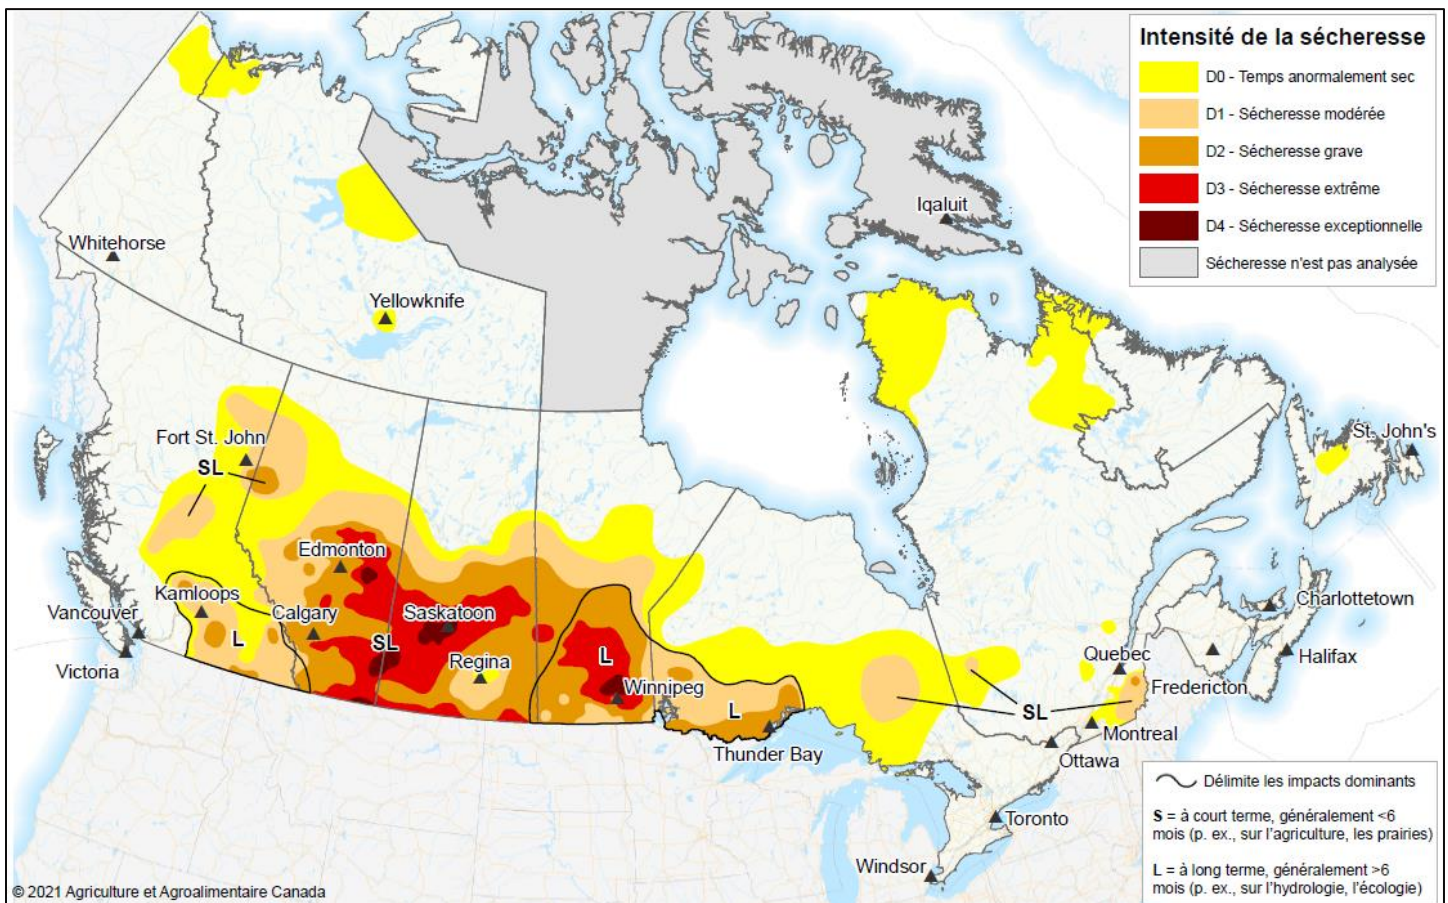 Intensité de la sécheresse
D0 - Temps anormalement sec
D1 - Sécheresse modérée
D2 - Sécheresse grave
D3 - Sécheresse extrême
D4 - Sécheresse exceptionnelle
Sécheresse n'est pas analysée
Iqaluit
Whitehorse
Yellowknife
Fort St. John
SL
St. John's
Edmonton
Kamloops
Vancouver
Calgary
Saskatoon
Charlottetown
L
SL
L
Regina
Quebec
Halifax
Victoria
Winnipeg
Fredericton
L
SL
Montreal
Thunder Bay
Ottawa
Toronto
Windsor
Délimite les impacts dominants
S = à court terme, généralement <6
mois (p. ex., sur l'agriculture, les prairies)
L = à long terme, généralement >6
mois (p. ex., sur l'hydrologie, l'écologie)
© 2021 Agriculture et Agroalimentaire Canada